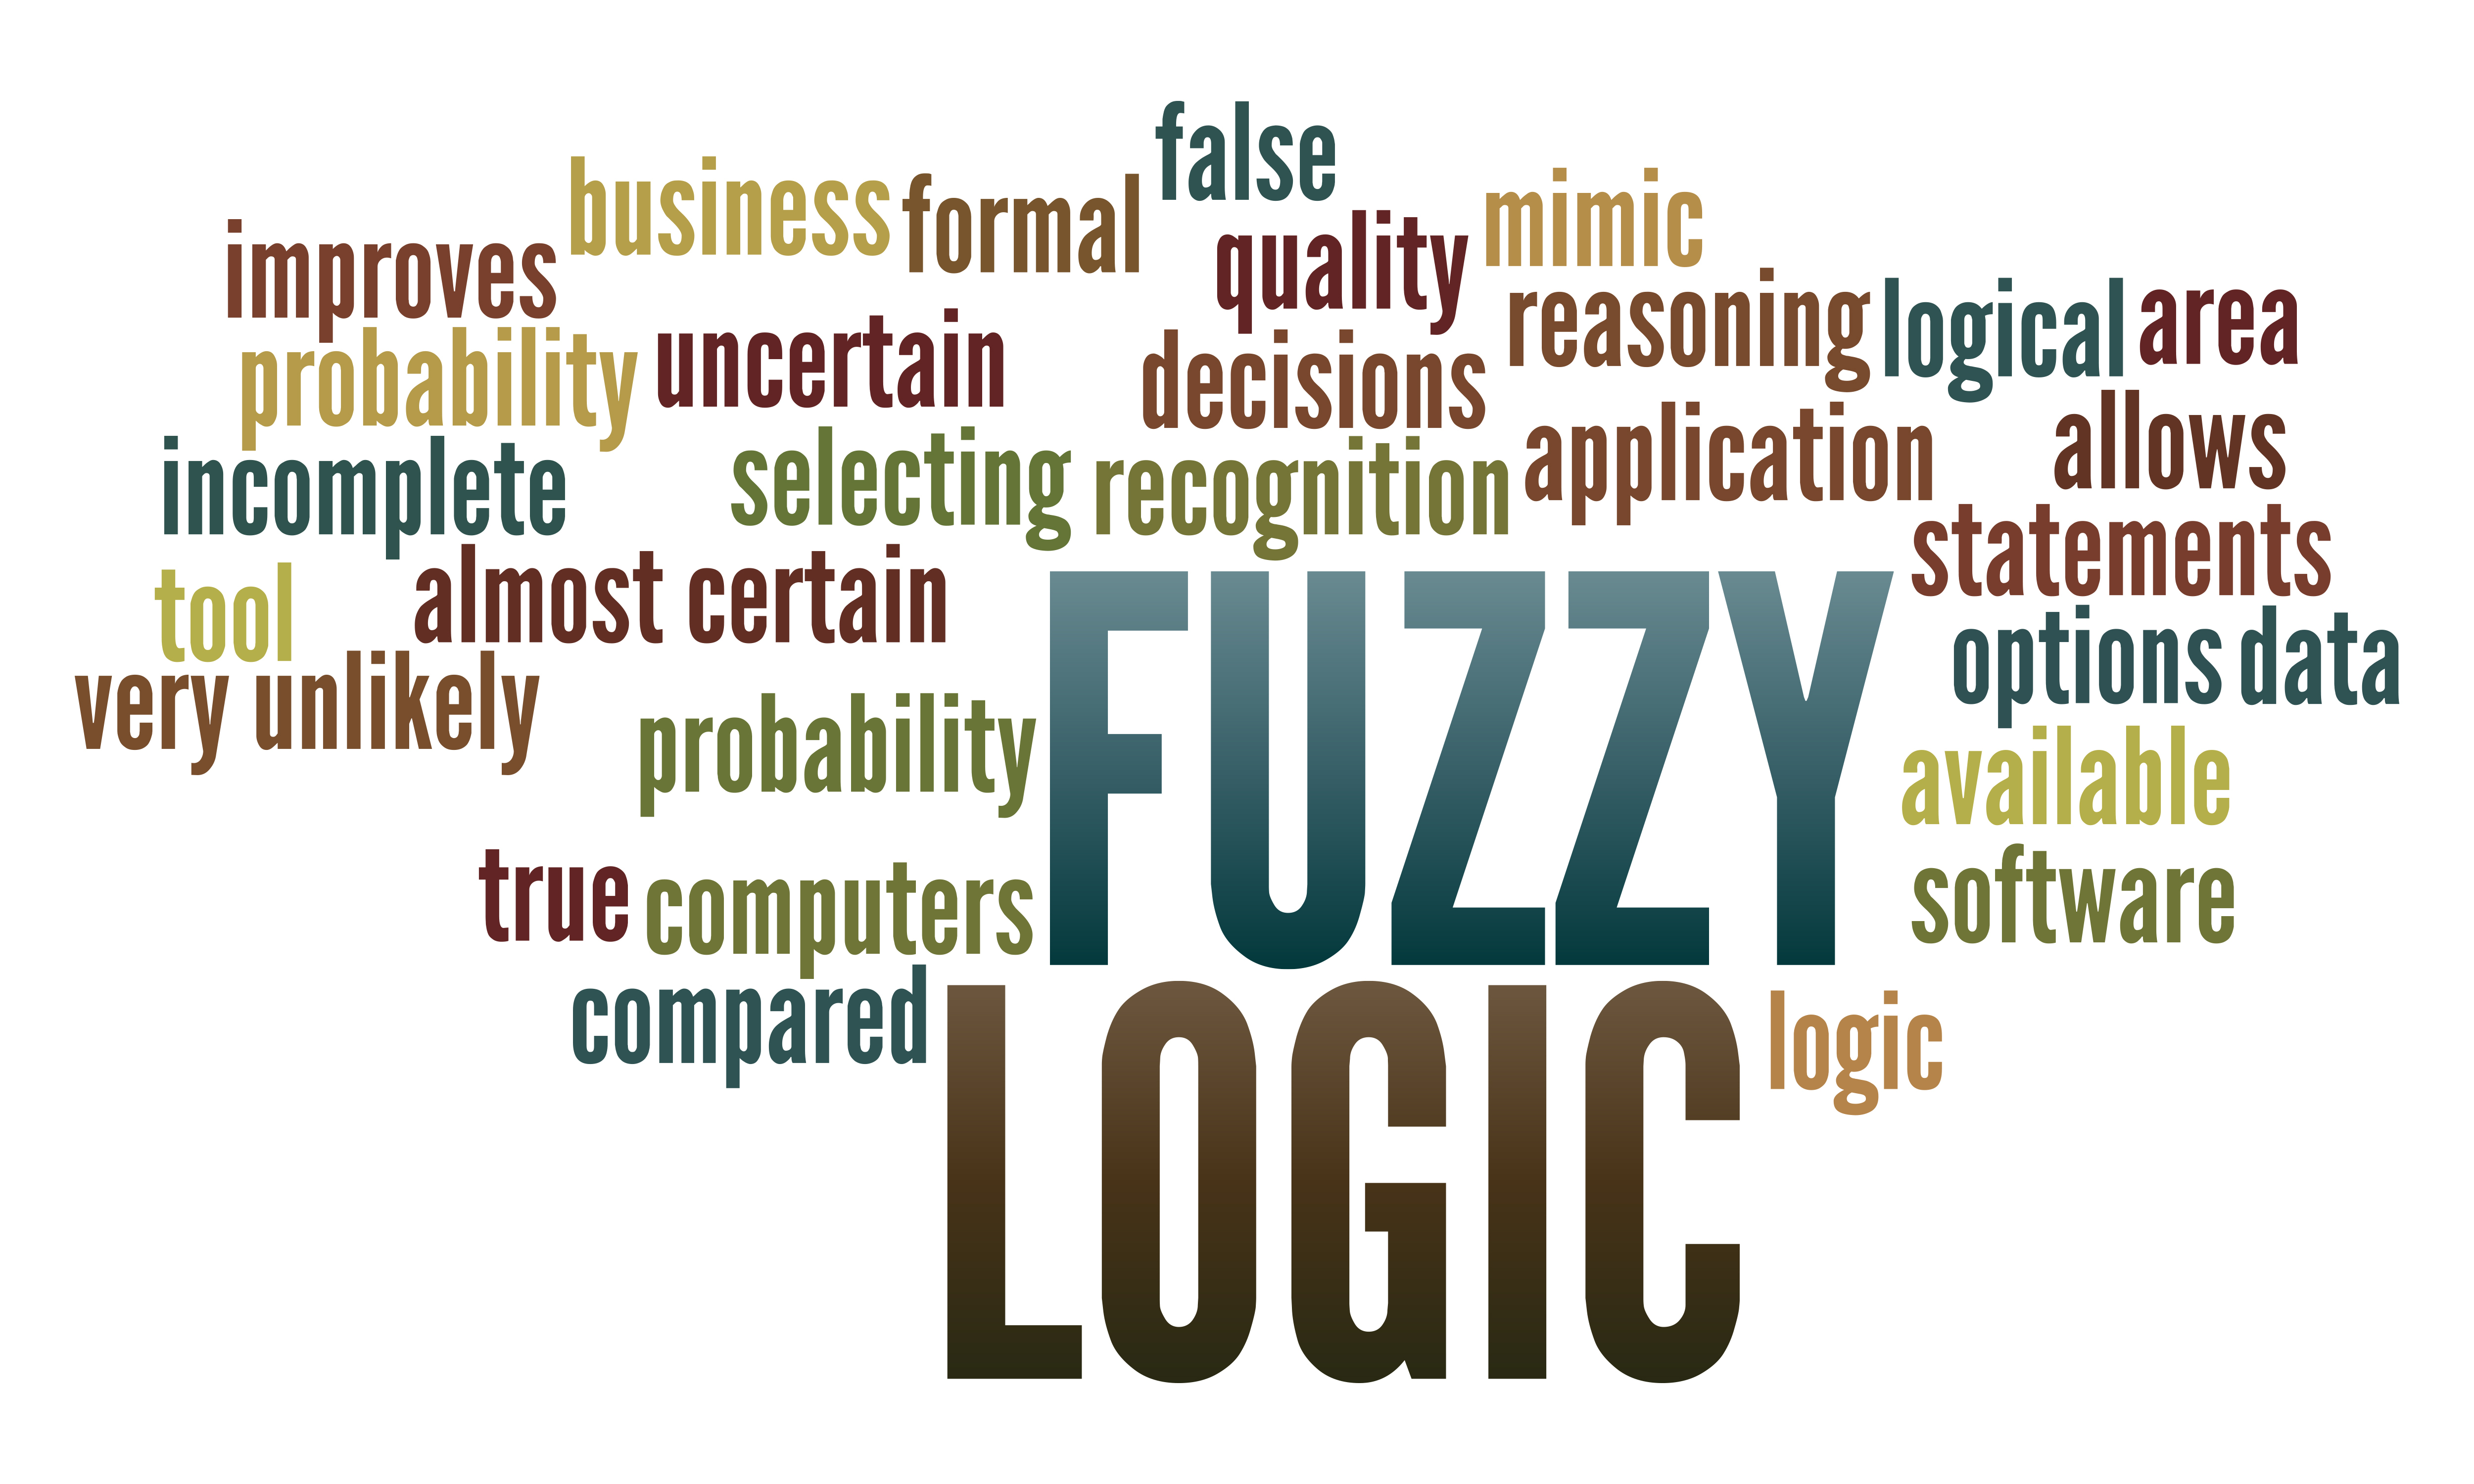 false
business formal mimic
improves quality
reasoning logical area
probability uncertain decisions
allows
incomplete selecting recognition application
statements
tool almost certain
FUZZY
options data
very unlikely
probability
available
true computers
software
compared
LOGIC
logic